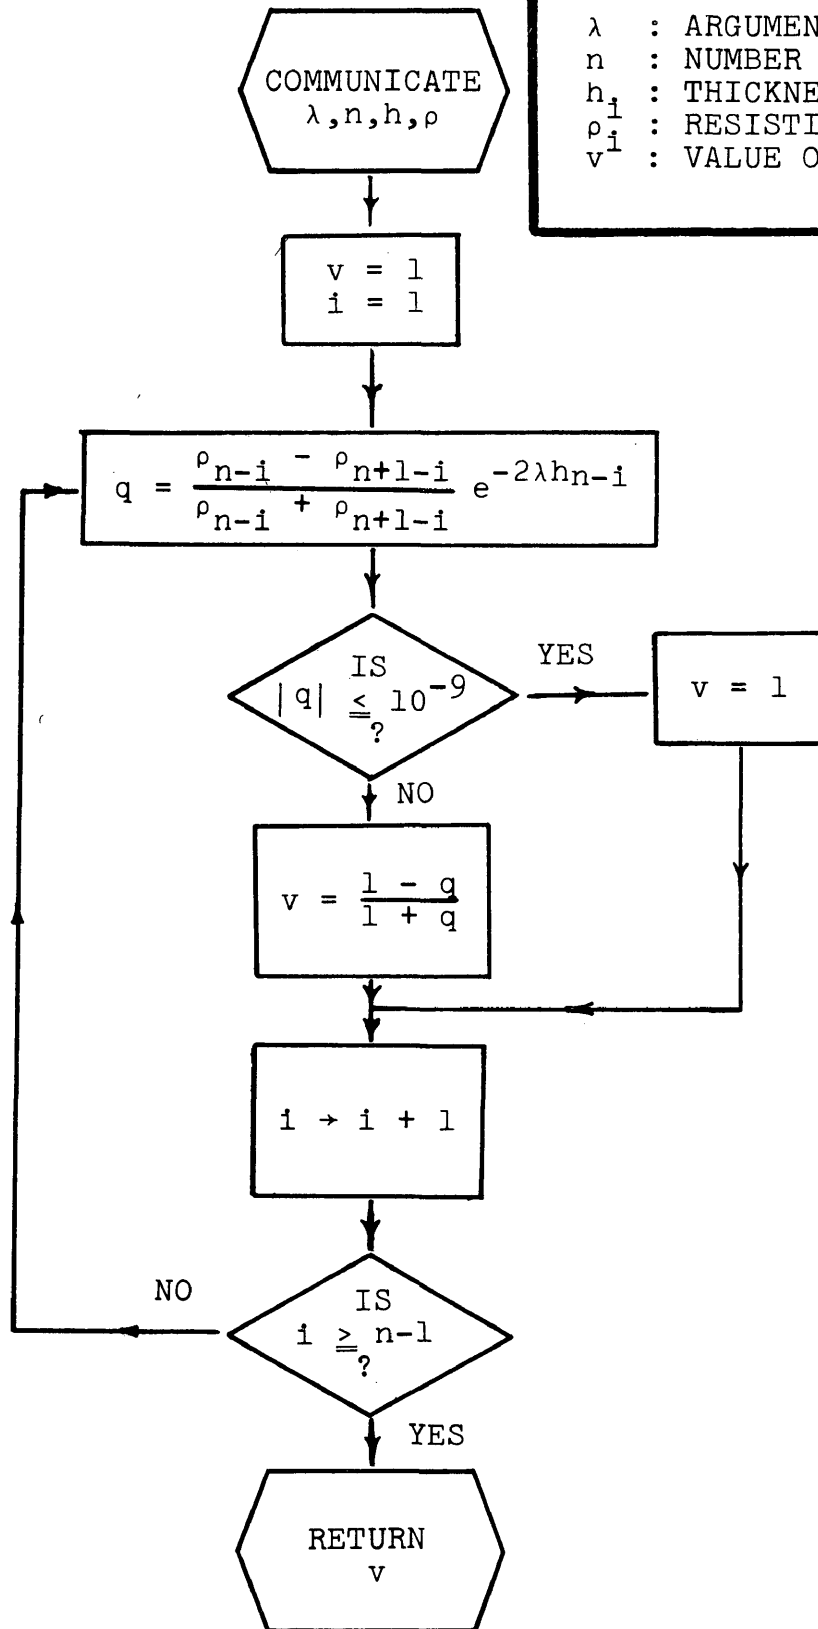 COMMUNICATE
λ,n,h,ρ
λ : ARGUMEN
n : NUMBER
h_i : THICKNE
ρ_i : RESISTI
v : VALUE O
v = 1
i = 1
q = (ρ_{n-i} - ρ_{n+1-i}) / (ρ_{n-i} + ρ_{n+1-i}) e^{-2λh_{n-i}}
IS
|q| ≦ 10^{-9}
?
YES
v = 1
NO
v = (1 - q) / (1 + q)
i → i + 1
NO
IS
i ≧ n-1
?
YES
RETURN
v